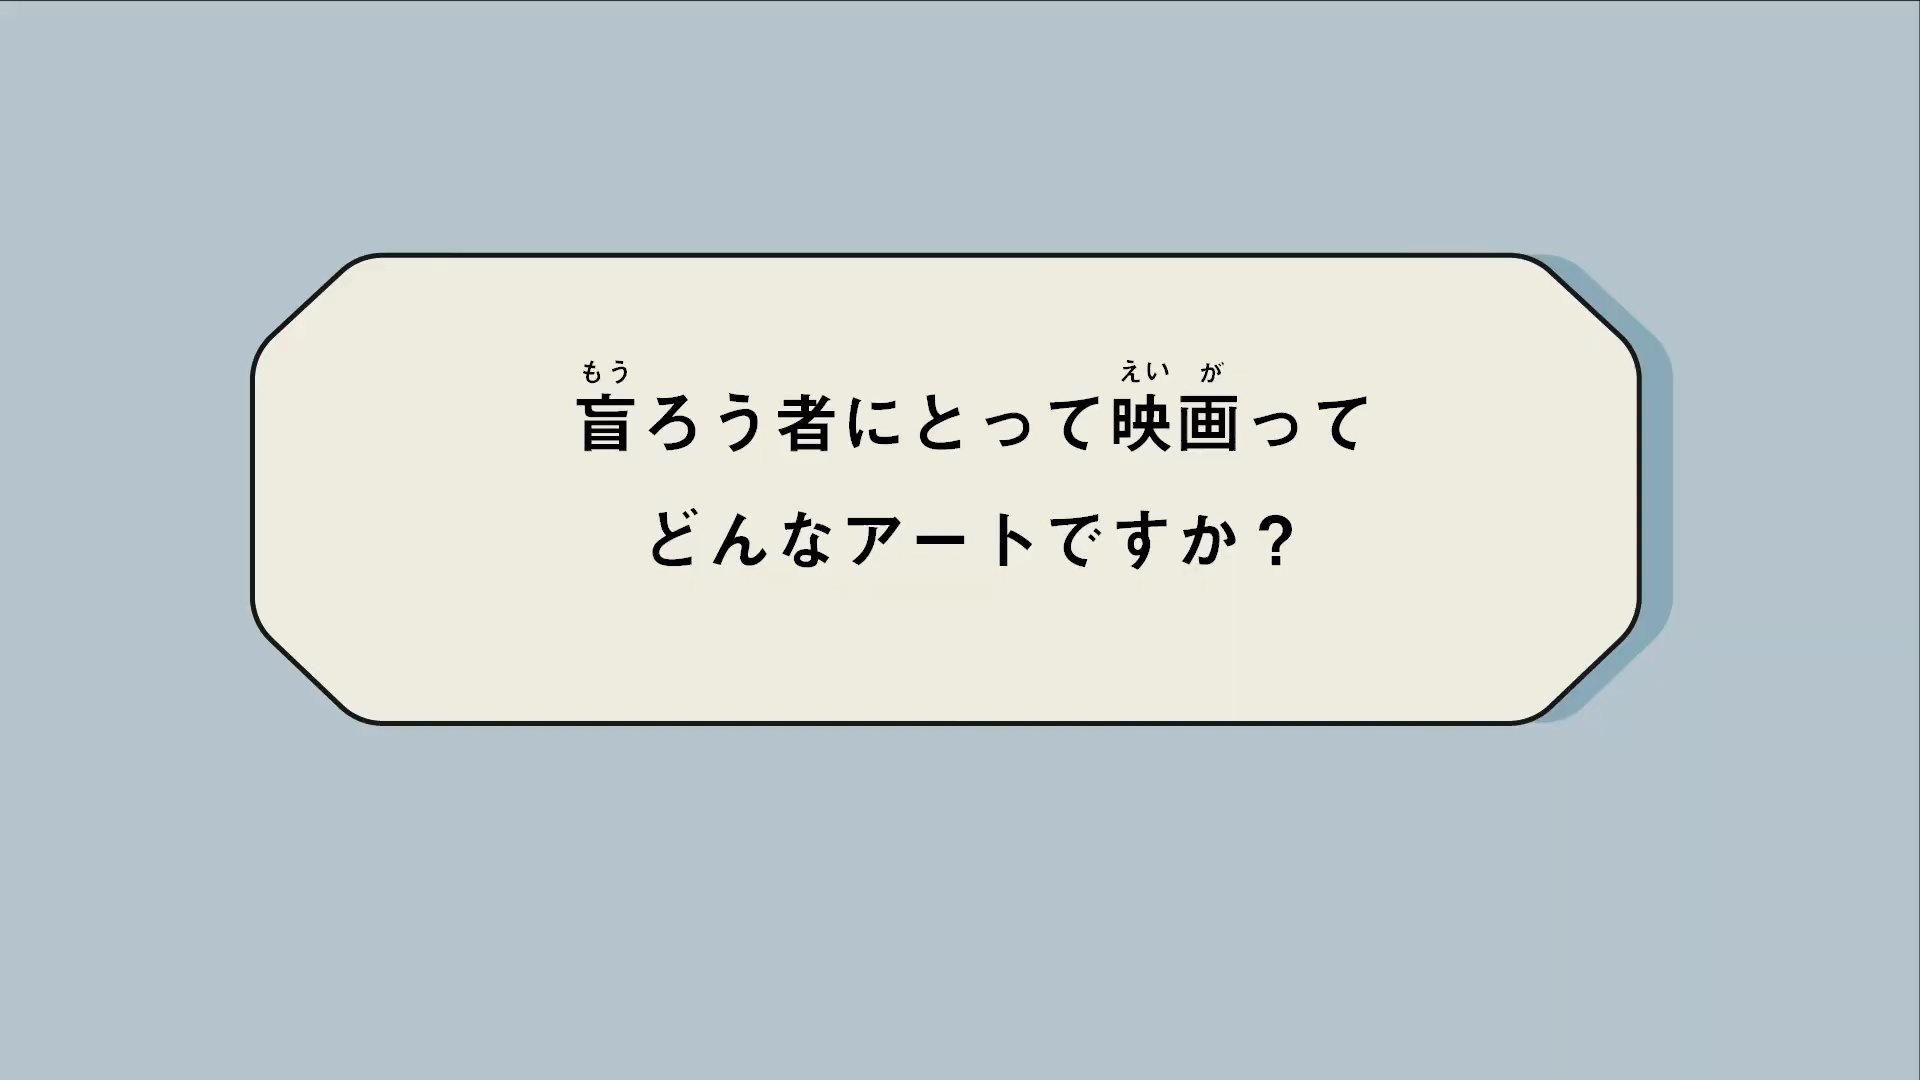 もう えい が
盲ろう者にとって映画って
どんなアートですか？